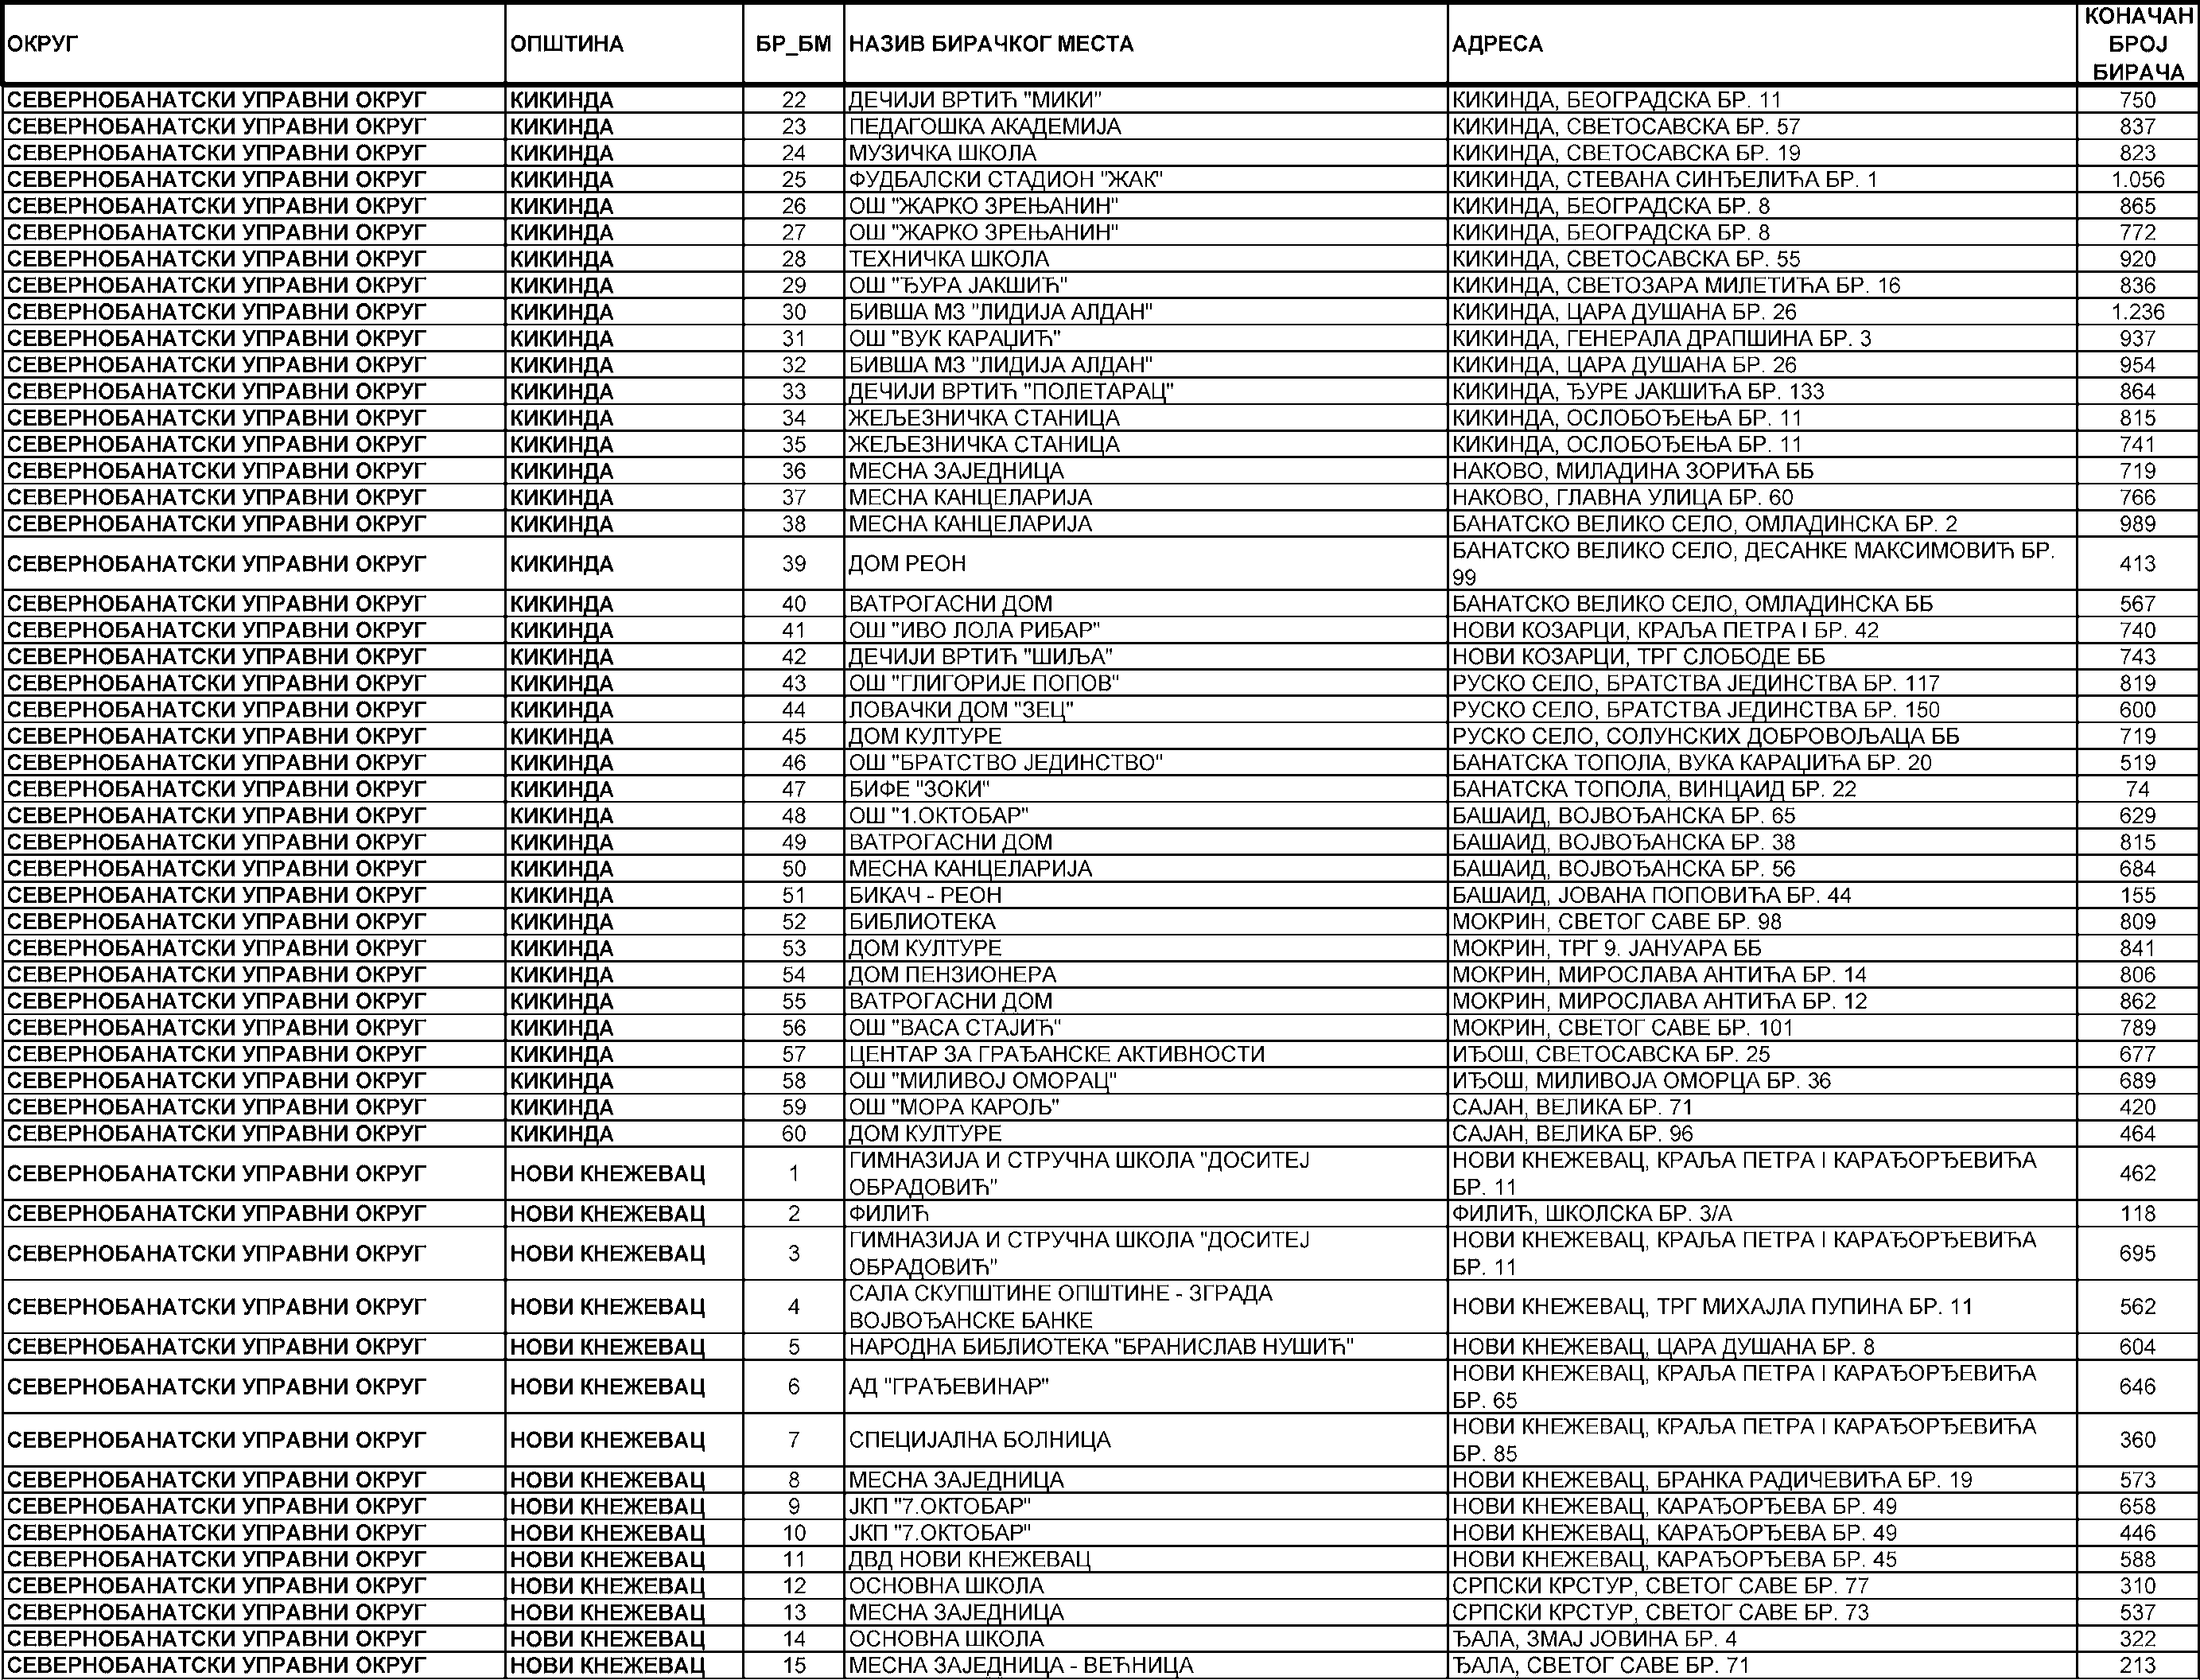 ОКРУГ ОПШТИНА БР_БМ НАЗИВ БИРАЧКОГ МЕСТА АДРЕСА КОНАЧАН БРОЈ БИРАЧА
СЕВЕРНОБАНАТСКИ УПРАВНИ ОКРУГ КИКИНДА 22 ДЕЧИЈИ ВРТИЋ "МИКИ" КИКИНДА, БЕОГРАДСКА БР. 11 750
СЕВЕРНОБАНАТСКИ УПРАВНИ ОКРУГ КИКИНДА 23 ПЕДАГОШКА АКАДЕМИЈА КИКИНДА, СВЕТОСАВСКА БР. 57 837
СЕВЕРНОБАНАТСКИ УПРАВНИ ОКРУГ КИКИНДА 24 МУЗИЧКА ШКОЛА КИКИНДА, СВЕТОСАВСКА БР. 19 823
СЕВЕРНОБАНАТСКИ УПРАВНИ ОКРУГ КИКИНДА 25 ФУДБАЛСКИ СТАДИОН "ЖАК" КИКИНДА, СТЕВАНА СИНЂЕЛИЋА БР. 1 1.056
СЕВЕРНОБАНАТСКИ УПРАВНИ ОКРУГ КИКИНДА 26 ОШ "ЖАРКО ЗРЕЊАНИН" КИКИНДА, БЕОГРАДСКА БР. 8 865
СЕВЕРНОБАНАТСКИ УПРАВНИ ОКРУГ КИКИНДА 27 ОШ "ЖАРКО ЗРЕЊАНИН" КИКИНДА, БЕОГРАДСКА БР. 8 772
СЕВЕРНОБАНАТСКИ УПРАВНИ ОКРУГ КИКИНДА 28 ТЕХНИЧКА ШКОЛА КИКИНДА, СВЕТОСАВСКА БР. 55 920
СЕВЕРНОБАНАТСКИ УПРАВНИ ОКРУГ КИКИНДА 29 ОШ "ЂУРА ЈАКШИЋ" КИКИНДА, СВЕТОЗАРА МИЛЕТИЋА БР. 16 836
СЕВЕРНОБАНАТСКИ УПРАВНИ ОКРУГ КИКИНДА 30 БИВША МЗ "ЛИДИЈА АЛДАН" КИКИНДА, ЦАРА ДУШАНА БР. 26 1.236
СЕВЕРНОБАНАТСКИ УПРАВНИ ОКРУГ КИКИНДА 31 ОШ "ВУК КАРАЏИЋ" КИКИНДА, ГЕНЕРАЛА ДРАПШИНА БР. 3 937
СЕВЕРНОБАНАТСКИ УПРАВНИ ОКРУГ КИКИНДА 32 БИВША МЗ "ЛИДИЈА АЛДАН" КИКИНДА, ЦАРА ДУШАНА БР. 26 954
СЕВЕРНОБАНАТСКИ УПРАВНИ ОКРУГ КИКИНДА 33 ДЕЧИЈИ ВРТИЋ "ПОЛЕТАРАЦ" КИКИНДА, ЂУРЕ ЈАКШИЋА БР. 133 864
СЕВЕРНОБАНАТСКИ УПРАВНИ ОКРУГ КИКИНДА 34 ЖЕЉЕЗНИЧКА СТАНИЦА КИКИНДА, ОСЛОБОЂЕЊА БР. 11 815
СЕВЕРНОБАНАТСКИ УПРАВНИ ОКРУГ КИКИНДА 35 ЖЕЉЕЗНИЧКА СТАНИЦА КИКИНДА, ОСЛОБОЂЕЊА БР. 11 741
СЕВЕРНОБАНАТСКИ УПРАВНИ ОКРУГ КИКИНДА 36 МЕСНА ЗАЈЕДНИЦА НАКОВО, МИЛАДИНА ЗОРИЋА ББ 719
СЕВЕРНОБАНАТСКИ УПРАВНИ ОКРУГ КИКИНДА 37 МЕСНА КАНЦЕЛАРИЈА НАКОВО, ГЛАВНА УЛИЦА БР. 60 766
СЕВЕРНОБАНАТСКИ УПРАВНИ ОКРУГ КИКИНДА 38 МЕСНА КАНЦЕЛАРИЈА БАНАТСКО ВЕЛИКО СЕЛО, ОМЛАДИНСКА БР. 2 989
СЕВЕРНОБАНАТСКИ УПРАВНИ ОКРУГ КИКИНДА 39 ДОМ РЕОН БАНАТСКО ВЕЛИКО СЕЛО, ДЕСАНКЕ МАКСИМОВИЋ БР. 99 413
СЕВЕРНОБАНАТСКИ УПРАВНИ ОКРУГ КИКИНДА 40 ВАТРОГАСНИ ДОМ БАНАТСКО ВЕЛИКО СЕЛО, ОМЛАДИНСКА ББ 567
СЕВЕРНОБАНАТСКИ УПРАВНИ ОКРУГ КИКИНДА 41 ОШ "ИВО ЛОЛА РИБАР" НОВИ КОЗАРЦИ, КРАЉА ПЕТРА I БР. 42 740
СЕВЕРНОБАНАТСКИ УПРАВНИ ОКРУГ КИКИНДА 42 ДЕЧИЈИ ВРТИЋ "ШИЉА" НОВИ КОЗАРЦИ, ТРГ СЛОБОДЕ ББ 743
СЕВЕРНОБАНАТСКИ УПРАВНИ ОКРУГ КИКИНДА 43 ОШ "ГЛИГОРИЈЕ ПОПОВ" РУСКО СЕЛО, БРАТСТВА ЈЕДИНСТВА БР. 117 819
СЕВЕРНОБАНАТСКИ УПРАВНИ ОКРУГ КИКИНДА 44 ЛОВАЧКИ ДОМ "ЗЕЦ" РУСКО СЕЛО, БРАТСТВА ЈЕДИНСТВА БР. 150 600
СЕВЕРНОБАНАТСКИ УПРАВНИ ОКРУГ КИКИНДА 45 ДОМ КУЛТУРЕ РУСКО СЕЛО, СОЛУНСКИХ ДОБРОВОЉАЦА ББ 719
СЕВЕРНОБАНАТСКИ УПРАВНИ ОКРУГ КИКИНДА 46 ОШ "БРАТСТВО ЈЕДИНСТВО" БАНАТСКА ТОПОЛА, ВУКА КАРАЏИЋА БР. 20 519
СЕВЕРНОБАНАТСКИ УПРАВНИ ОКРУГ КИКИНДА 47 БИФЕ "ЗОКИ" БАНАТСКА ТОПОЛА, ВИНЦАИД БР. 22 74
СЕВЕРНОБАНАТСКИ УПРАВНИ ОКРУГ КИКИНДА 48 ОШ "1.ОКТОБАР" БАШАИД, ВОЈВОЂАНСКА БР. 65 629
СЕВЕРНОБАНАТСКИ УПРАВНИ ОКРУГ КИКИНДА 49 ВАТРОГАСНИ ДОМ БАШАИД, ВОЈВОЂАНСКА БР. 38 815
СЕВЕРНОБАНАТСКИ УПРАВНИ ОКРУГ КИКИНДА 50 МЕСНА КАНЦЕЛАРИЈА БАШАИД, ВОЈВОЂАНСКА БР. 56 684
СЕВЕРНОБАНАТСКИ УПРАВНИ ОКРУГ КИКИНДА 51 БИКАЧ - РЕОН БАШАИД, ЈОВАНА ПОПОВИЋА БР. 44 155
СЕВЕРНОБАНАТСКИ УПРАВНИ ОКРУГ КИКИНДА 52 БИБЛИОТЕКА МОКРИН, СВЕТОГ САВЕ БР. 98 809
СЕВЕРНОБАНАТСКИ УПРАВНИ ОКРУГ КИКИНДА 53 ДОМ КУЛТУРЕ МОКРИН, ТРГ 9. ЈАНУАРА ББ 841
СЕВЕРНОБАНАТСКИ УПРАВНИ ОКРУГ КИКИНДА 54 ДОМ ПЕНЗИОНЕРА МОКРИН, МИРОСЛАВА АНТИЋА БР. 14 806
СЕВЕРНОБАНАТСКИ УПРАВНИ ОКРУГ КИКИНДА 55 ВАТРОГАСНИ ДОМ МОКРИН, МИРОСЛАВА АНТИЋА БР. 12 862
СЕВЕРНОБАНАТСКИ УПРАВНИ ОКРУГ КИКИНДА 56 ОШ "ВАСА СТАЈИЋ" МОКРИН, СВЕТОГ САВЕ БР. 101 789
СЕВЕРНОБАНАТСКИ УПРАВНИ ОКРУГ КИКИНДА 57 ЦЕНТАР ЗА ГРАЂАНСКЕ АКТИВНОСТИ ИЂОШ, СВЕТОСАВСКА БР. 25 677
СЕВЕРНОБАНАТСКИ УПРАВНИ ОКРУГ КИКИНДА 58 ОШ "МИЛИВОЈ ОМОРАЦ" ИЂОШ, МИЛИВОЈА ОМОРЦА БР. 36 689
СЕВЕРНОБАНАТСКИ УПРАВНИ ОКРУГ КИКИНДА 59 ОШ "МОРА КАРОЉ" САЈАН, ВЕЛИКА БР. 71 420
СЕВЕРНОБАНАТСКИ УПРАВНИ ОКРУГ КИКИНДА 60 ДОМ КУЛТУРЕ САЈАН, ВЕЛИКА БР. 96 464
СЕВЕРНОБАНАТСКИ УПРАВНИ ОКРУГ НОВИ КНЕЖЕВАЦ 1 ГИМНАЗИЈА И СТРУЧНА ШКОЛА "ДОСИТЕЈ ОБРАДОВИЋ" НОВИ КНЕЖЕВАЦ, КРАЉА ПЕТРА I КАРАЂОРЂЕВИЋА БР. 11 462
СЕВЕРНОБАНАТСКИ УПРАВНИ ОКРУГ НОВИ КНЕЖЕВАЦ 2 ФИЛИЋ ФИЛИЋ, ШКОЛСКА БР. 3/А 118
СЕВЕРНОБАНАТСКИ УПРАВНИ ОКРУГ НОВИ КНЕЖЕВАЦ 3 ГИМНАЗИЈА И СТРУЧНА ШКОЛА "ДОСИТЕЈ ОБРАДОВИЋ" НОВИ КНЕЖЕВАЦ, КРАЉА ПЕТРА I КАРАЂОРЂЕВИЋА БР. 11 695
СЕВЕРНОБАНАТСКИ УПРАВНИ ОКРУГ НОВИ КНЕЖЕВАЦ 4 САЛА СКУПШТИНЕ ОПШТИНЕ - ЗГРАДА ВОЈВОЂАНСКЕ БАНКЕ НОВИ КНЕЖЕВАЦ, ТРГ МИХАЈЛА ПУПИНА БР. 11 562
СЕВЕРНОБАНАТСКИ УПРАВНИ ОКРУГ НОВИ КНЕЖЕВАЦ 5 НАРОДНА БИБЛИОТЕКА "БРАНИСЛАВ НУШИЋ" НОВИ КНЕЖЕВАЦ, ЦАРА ДУШАНА БР. 8 604
СЕВЕРНОБАНАТСКИ УПРАВНИ ОКРУГ НОВИ КНЕЖЕВАЦ 6 АД "ГРАЂЕВИНАР" НОВИ КНЕЖЕВАЦ, КРАЉА ПЕТРА I КАРАЂОРЂЕВИЋА БР. 65 646
СЕВЕРНОБАНАТСКИ УПРАВНИ ОКРУГ НОВИ КНЕЖЕВАЦ 7 СПЕЦИЈАЛНА БОЛНИЦА НОВИ КНЕЖЕВАЦ, КРАЉА ПЕТРА I КАРАЂОРЂЕВИЋА БР. 85 360
СЕВЕРНОБАНАТСКИ УПРАВНИ ОКРУГ НОВИ КНЕЖЕВАЦ 8 МЕСНА ЗАЈЕДНИЦА НОВИ КНЕЖЕВАЦ, БРАНКА РАДИЧЕВИЋА БР. 19 573
СЕВЕРНОБАНАТСКИ УПРАВНИ ОКРУГ НОВИ КНЕЖЕВАЦ 9 ЈКП "7.ОКТОБАР" НОВИ КНЕЖЕВАЦ, КАРАЂОРЂЕВА БР. 49 658
СЕВЕРНОБАНАТСКИ УПРАВНИ ОКРУГ НОВИ КНЕЖЕВАЦ 10 ЈКП "7.ОКТОБАР" НОВИ КНЕЖЕВАЦ, КАРАЂОРЂЕВА БР. 49 446
СЕВЕРНОБАНАТСКИ УПРАВНИ ОКРУГ НОВИ КНЕЖЕВАЦ 11 ДВД НОВИ КНЕЖЕВАЦ НОВИ КНЕЖЕВАЦ, КАРАЂОРЂЕВА БР. 45 588
СЕВЕРНОБАНАТСКИ УПРАВНИ ОКРУГ НОВИ КНЕЖЕВАЦ 12 ОСНОВНА ШКОЛА СРПСКИ КРСТУР, СВЕТОГ САВЕ БР. 77 310
СЕВЕРНОБАНАТСКИ УПРАВНИ ОКРУГ НОВИ КНЕЖЕВАЦ 13 МЕСНА ЗАЈЕДНИЦА СРПСКИ КРСТУР, СВЕТОГ САВЕ БР. 73 537
СЕВЕРНОБАНАТСКИ УПРАВНИ ОКРУГ НОВИ КНЕЖЕВАЦ 14 ОСНОВНА ШКОЛА ЂАЛА, ЗМАЈ ЈОВИНА БР. 4 322
СЕВЕРНОБАНАТСКИ УПРАВНИ ОКРУГ НОВИ КНЕЖЕВАЦ 15 МЕСНА ЗАЈЕДНИЦА - ВЕЋНИЦА ЂАЛА, СВЕТОГ САВЕ БР. 71 213